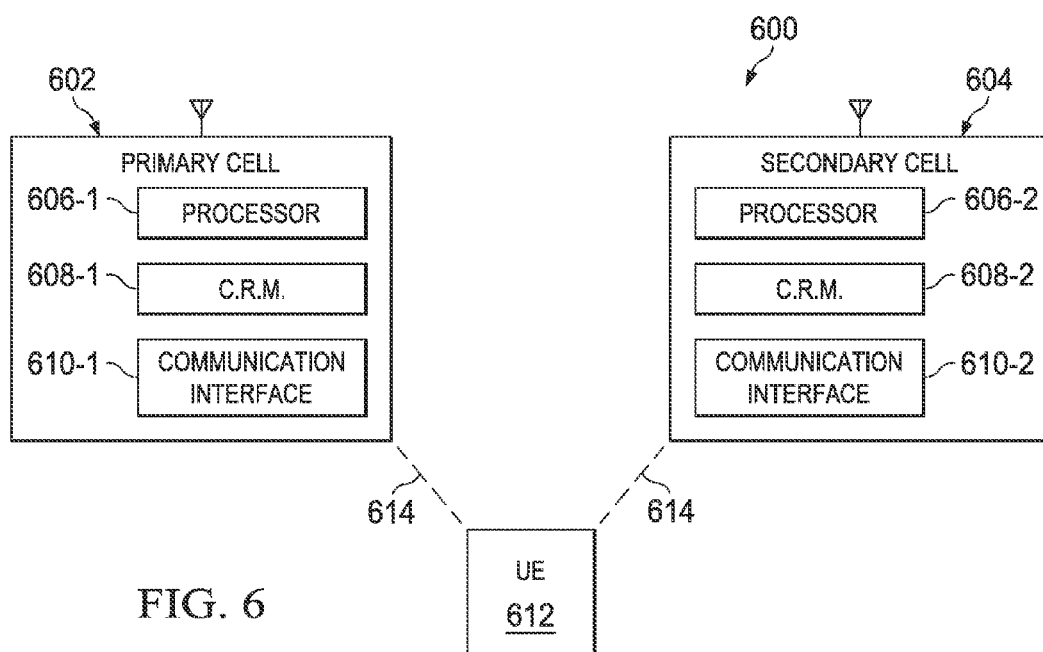 600
602
604
PRIMARY CELL
SECONDARY CELL
606-1
PROCESSOR
PROCESSOR
606-2
608-1
C.R.M.
C.R.M.
608-2
610-1
COMMUNICATION
INTERFACE
COMMUNICATION
INTERFACE
610-2
614
614
UE
612
FIG. 6